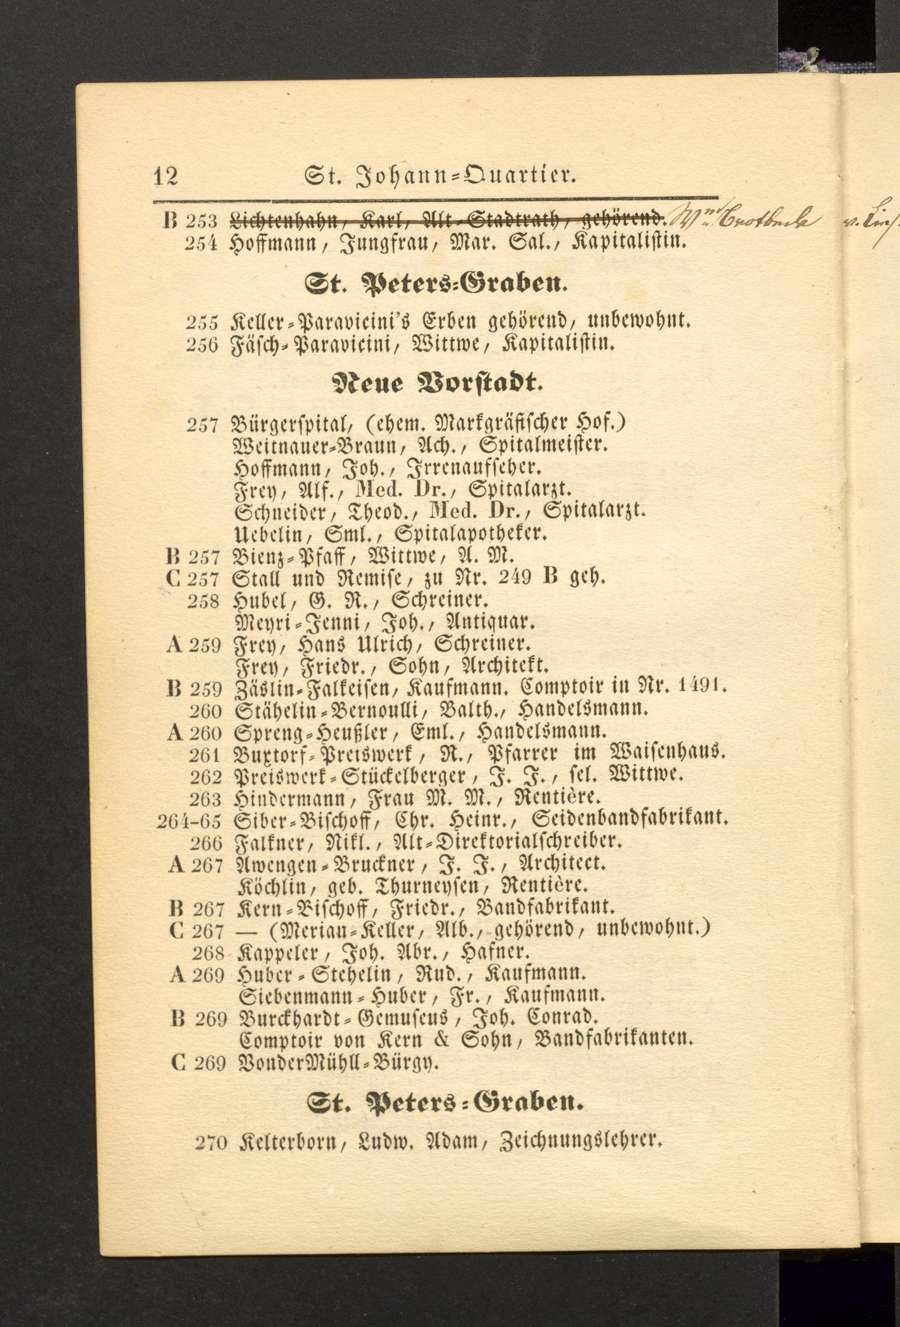 12 St. Johann=Quartier.
B 253 Lichtenhahn, Karl, Alt=Stadtrath, gehörend.
254 Hoffmann, Jungfrau, Mar. Sal., Kapitalistin.
St. Peters=Graben.
255 Keller=Paravicini's Erben gehörend, unbewohnt.
256 Fäsch=Paravicini, Wittwe, Kapitalistin.
Neue Vorstadt.
257 Bürgerspital, (ehem. Markgräfischer Hof.)
Weitnauer=Braun, Ach., Spitalmeister.
Hoffmann, Joh., Irrenaufseher.
Frey, Alf., Med. Dr., Spitalarzt.
Schneider, Theod., Med. Dr., Spitalarzt.
Uebelin, Sml., Spitalapotheker.
B 257 Bienz=Pfaff, Wittwe, A. M.
C 257 Stall und Remise, zu Nr. 249 B geh.
258 Hubel, G. R., Schreiner.
Meyri=Jenni, Joh., Antiquar.
A 259 Frey, Hans Ulrich, Schreiner.
Frey, Friedr., Sohn, Architekt.
B 259 Zäslin=Falkeisen, Kaufmann. Comptoir in Nr. 1491.
260 Stähelin=Bernoulli, Balth., Handelsmann.
A 260 Spreng=Heußler, Eml., Handelsmann.
261 Buxtorf=Preiswerk, R., Pfarrer im Waisenhaus.
262 Preiswerk=Stückelberger, J. J., sel. Wittwe.
263 Hindermann, Frau M. M., Rentière.
264-65 Siber=Bischoff, Chr. Heinr., Seidenbandfabrikant.
266 Falkner, Nikl., Alt=Direktorialschreiber.
A 267 Awengen=Bruckner, J. J., Architect.
Köchlin, geb. Thurneysen, Rentière.
B 267 Kern=Bischoff, Friedr., Bandfabrikant.
C 267 — (Merian=Keller, Alb., gehörend, unbewohnt.)
268 Kappeler, Joh. Abr., Hafner.
A 269 Huber=Stehelin, Rud., Kaufmann.
Siebenmann=Huber, Fr., Kaufmann.
B 269 Burckhardt=Gemuseus, Joh. Conrad.
Comptoir von Kern & Sohn, Bandfabrikanten.
C 269 VonderMühll=Bürgy.
St. Peters=Graben.
270 Kelterborn, Ludw. Adam, Zeichnungslehrer.